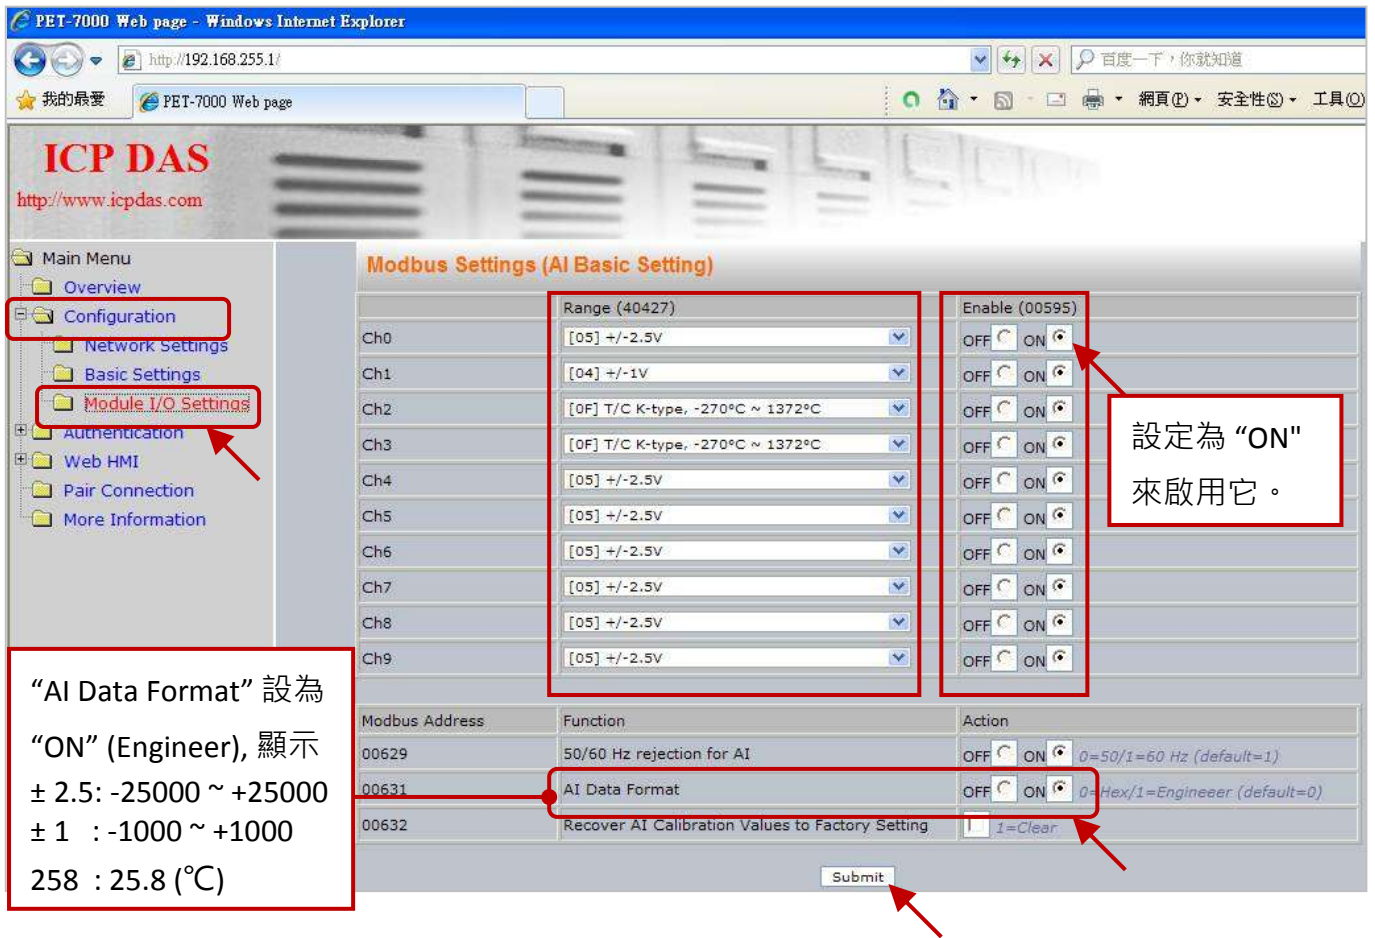 PET-7000 Web page - Windows Internet Explorer
http://192.168.255.1/
百度一下，你就知道
我的最愛
PET-7000 Web page
網頁(P)
安全性(S)
工具(O)
ICP DAS
http://www.icpdas.com
Main Menu
Overview
Configuration
Network Settings
Basic Settings
Module I/O Settings
Authentication
Web HMI
Pair Connection
More Information
Modbus Settings (AI Basic Setting)
Range (40427) Enable (00595)
Ch0 [05] +/-2.5V OFF ON
Ch1 [04] +/-1V OFF ON
Ch2 [0F] T/C K-type, -270°C ~ 1372°C OFF ON
Ch3 [0F] T/C K-type, -270°C ~ 1372°C OFF ON
Ch4 [05] +/-2.5V OFF ON
Ch5 [05] +/-2.5V OFF ON
Ch6 [05] +/-2.5V OFF ON
Ch7 [05] +/-2.5V OFF ON
Ch8 [05] +/-2.5V OFF ON
Ch9 [05] +/-2.5V OFF ON
設定為 “ON"
來啟用它。
Modbus Address Function Action
00629 50/60 Hz rejection for AI OFF ON 0=50/1=60 Hz (default=1)
00631 AI Data Format OFF ON 0=Hex/1=Engineeer (default=0)
00632 Recover AI Calibration Values to Factory Setting 1=Clear
Submit
“AI Data Format” 設為
“ON” (Engineer), 顯示
± 2.5: -25000 ~ +25000
± 1 : -1000 ~ +1000
258 : 25.8 (℃)